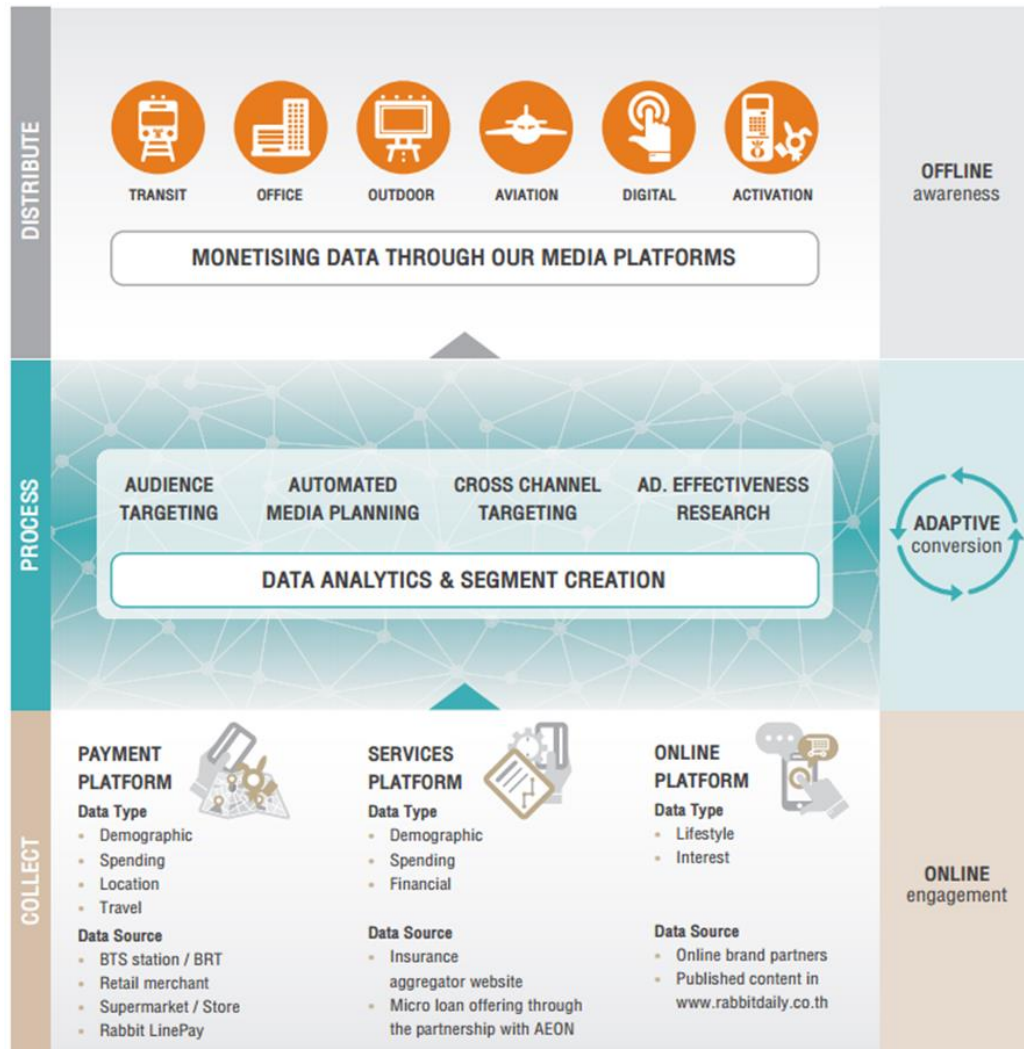 DISTRIBUTE
TRANSIT
OFFICE
OUTDOOR
AVIATION
DIGITAL
ACTIVATION
MONETISING DATA THROUGH OUR MEDIA PLATFORMS
OFFLINE
awareness
PROCESS
AUDIENCE
TARGETING
AUTOMATED
MEDIA PLANNING
CROSS CHANNEL
TARGETING
AD. EFFECTIVENESS
RESEARCH
DATA ANALYTICS & SEGMENT CREATION
ADAPTIVE
conversion
COLLECT
PAYMENT
PLATFORM
Data Type
• Demographic
• Spending
• Location
• Travel
Data Source
• BTS station / BRT
• Retail merchant
• Supermarket / Store
• Rabbit LinePay
SERVICES
PLATFORM
Data Type
• Demographic
• Spending
• Financial
Data Source
• Insurance
aggregator website
• Micro loan offering through
the partnership with AEON
ONLINE
PLATFORM
Data Type
• Lifestyle
• Interest
Data Source
• Online brand partners
• Published content in
www.rabbitdaily.co.th
ONLINE
engagement